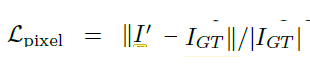 ℒ_pixel = ‖I′ − I_GT‖/|I_GT|